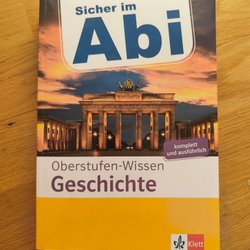 Sicher im
Abi
komplett
und ausführlich
Oberstufen-Wissen
Geschichte
Klett